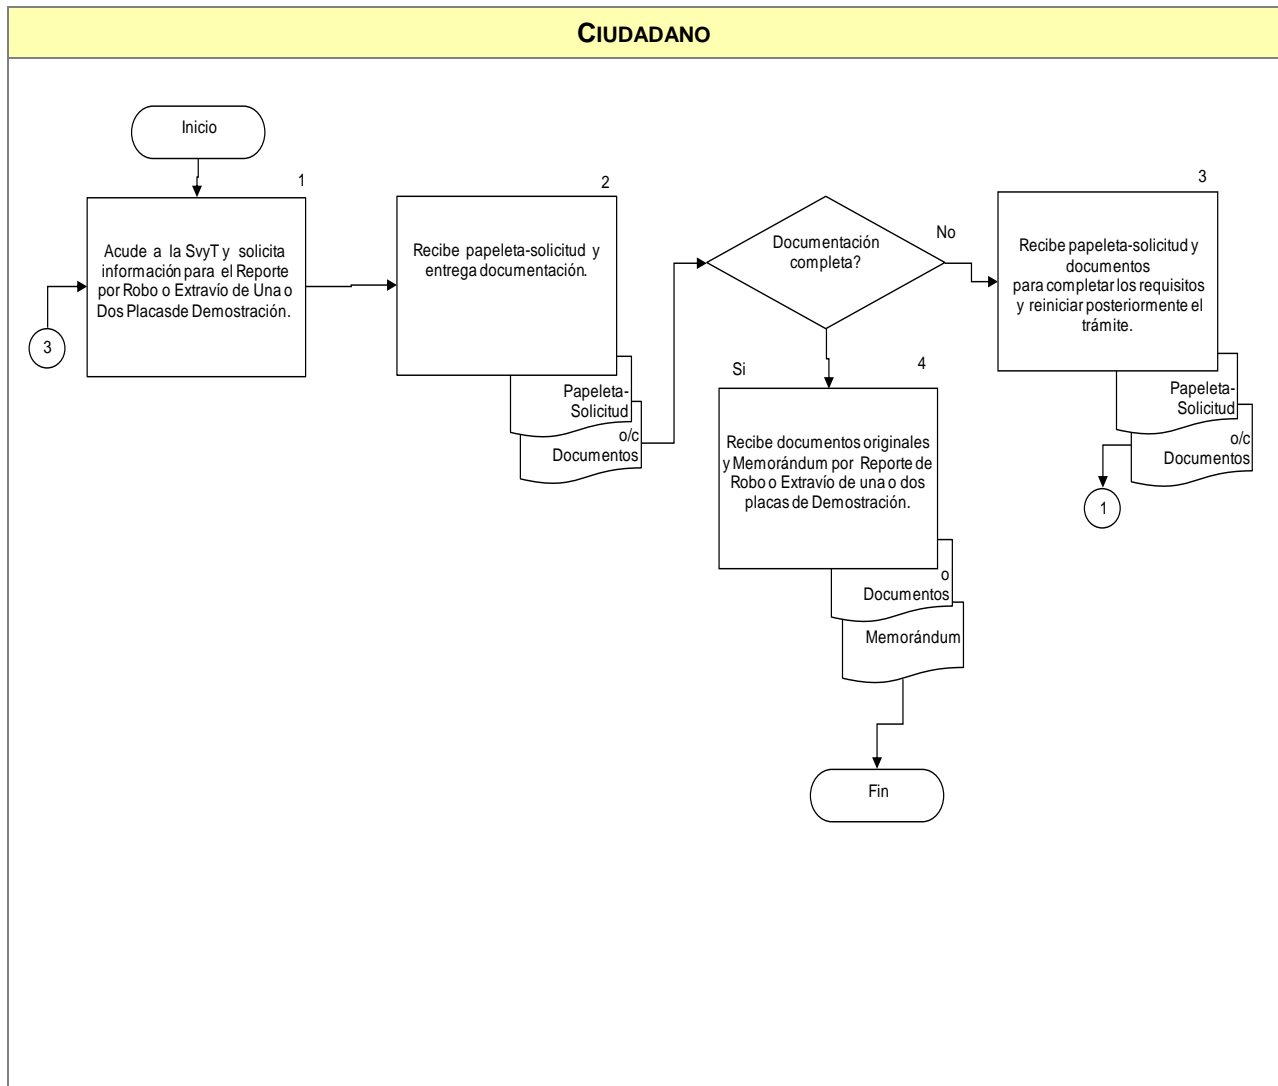 CIUDADANO
Inicio
1
Acude a la SvyT y solicita
información para el Reporte
por Robo o Extravío de Una o
Dos Placasde Demostración.
3
2
Recibe papeleta-solicitud y
entrega documentación.
Papeleta-
Solicitud
o/c
Documentos
Documentación
completa?
No
Si
3
Recibe papeleta-solicitud y
documentos
para completar los requisitos
y reiniciar posteriormente el
trámite.
Papeleta-
Solicitud
o/c
Documentos
1
4
Recibe documentos originales
y Memorándum por Reporte de
Robo o Extravío de una o dos
placas de Demostración.
o
Documentos
Memorándum
Fin